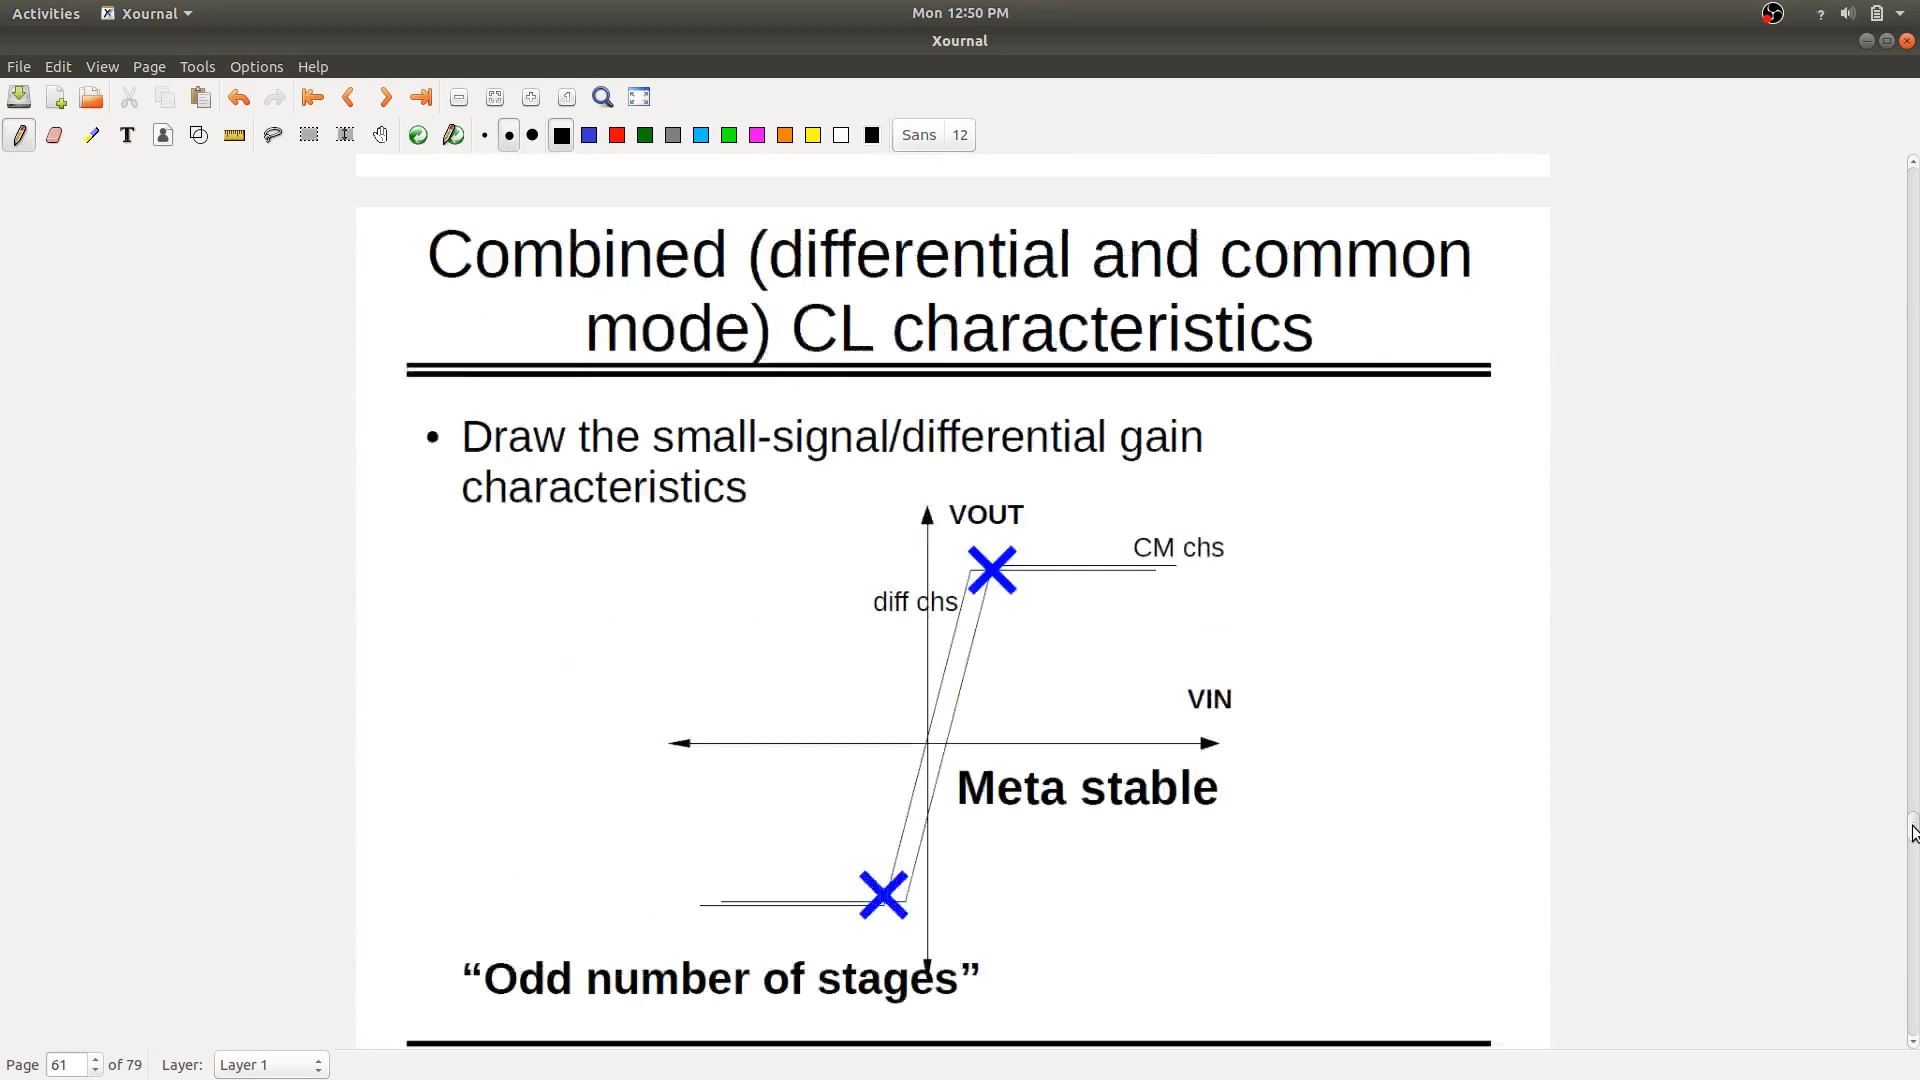 Activities Xournal Mon 12:50 PM ?
Xournal
File Edit View Page Tools Options Help
T Sans 12
Combined (differential and common
mode) CL characteristics
• Draw the small-signal/differential gain
characteristics
VOUT
CM chs
diff chs
VIN
Meta stable
“Odd number of stages”
Page 61 of 79 Layer: Layer 1